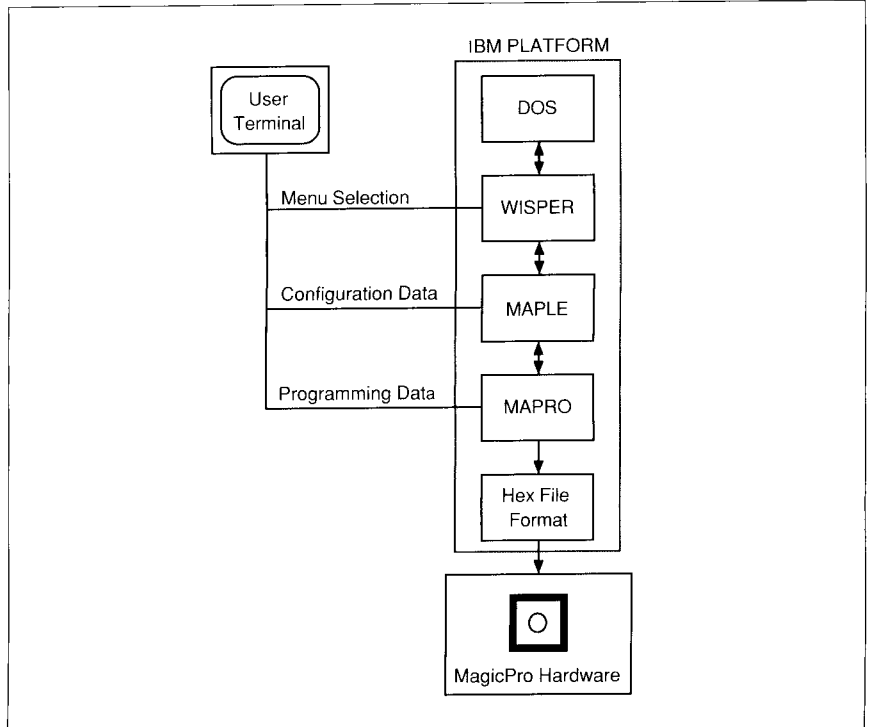 IBM PLATFORM
User
Terminal
DOS
Menu Selection
WISPER
Configuration Data
MAPLE
Programming Data
MAPRO
Hex File
Format
MagicPro Hardware